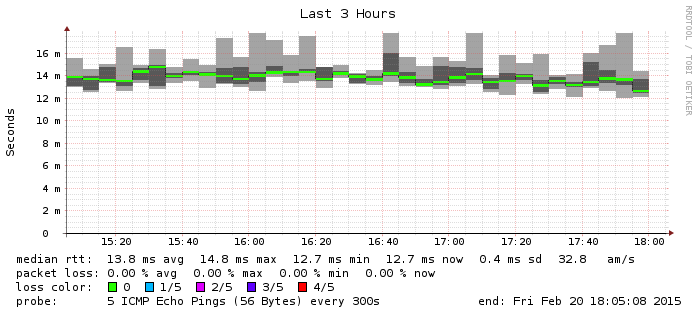 Last 3 Hours
RRDTOOL / TOBI OETIKER
Seconds
16 m
14 m
12 m
10 m
8 m
6 m
4 m
2 m
0
15:20 15:40 16:00 16:20 16:40 17:00 17:20 17:40 18:00
median rtt: 13.8 ms avg 14.8 ms max 12.7 ms min 12.7 ms now 0.4 ms sd 32.8 am/s
packet loss: 0.00 % avg 0.00 % max 0.00 % min 0.00 % now
loss color: 0 1/5 2/5 3/5 4/5
probe: 5 ICMP Echo Pings (56 Bytes) every 300s end: Fri Feb 20 18:05:08 2015